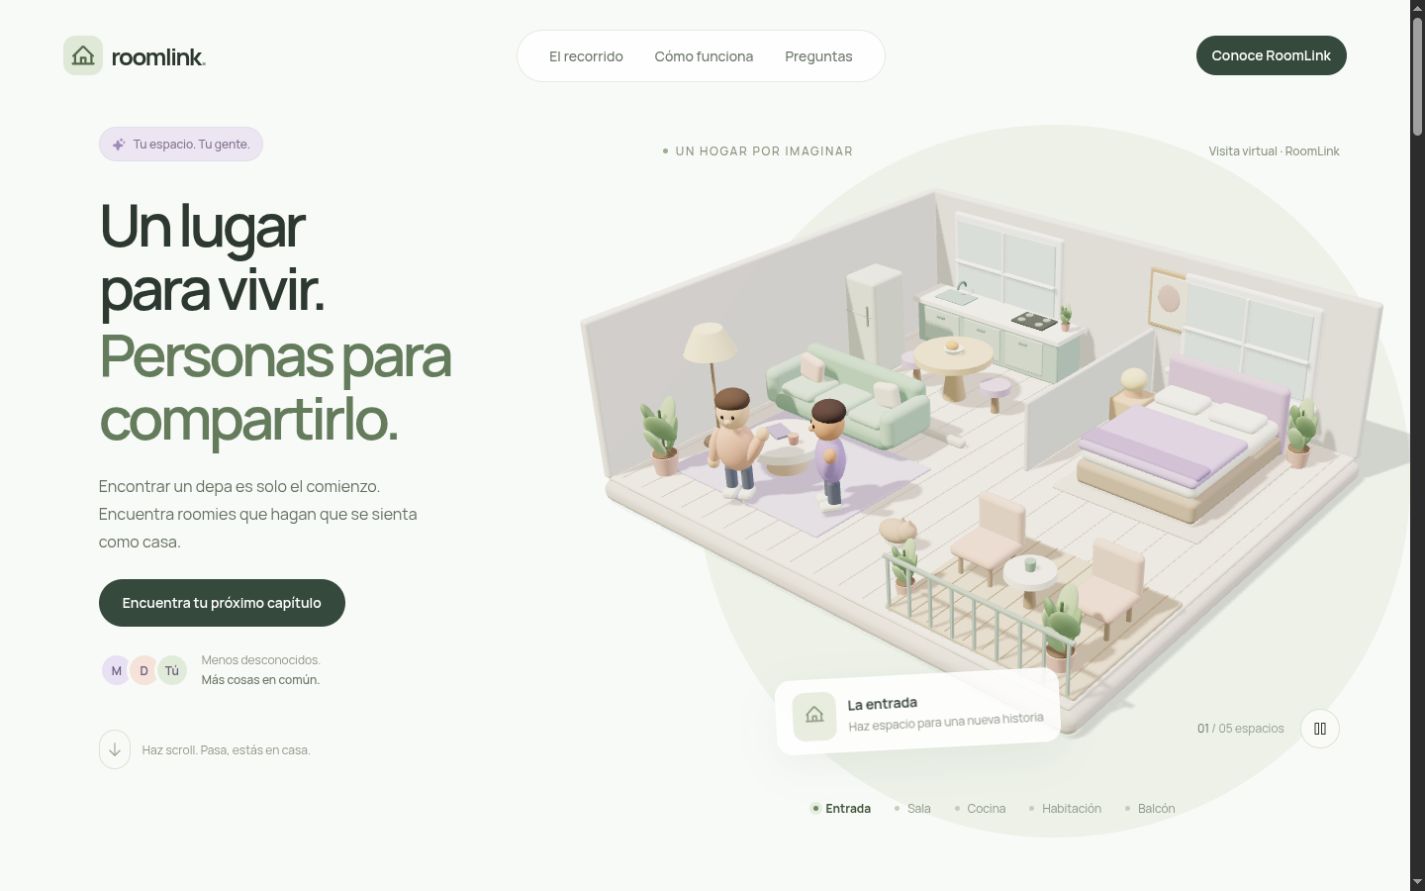 roomlink.
El recorrido
Cómo funciona
Preguntas
Conoce RoomLink
Tu espacio. Tu gente.
Un lugar
para vivir.
Personas para
compartirlo.
Encontrar un depa es solo el comienzo.
Encuentra roomies que hagan que se sienta
como casa.
Encuentra tu próximo capítulo
M
D
Tú
Menos desconocidos.
Más cosas en común.
Haz scroll. Pasa, estás en casa.
UN HOGAR POR IMAGINAR
Visita virtual · RoomLink
La entrada
Haz espacio para una nueva historia
01 / 05 espacios
Entrada
Sala
Cocina
Habitación
Balcón